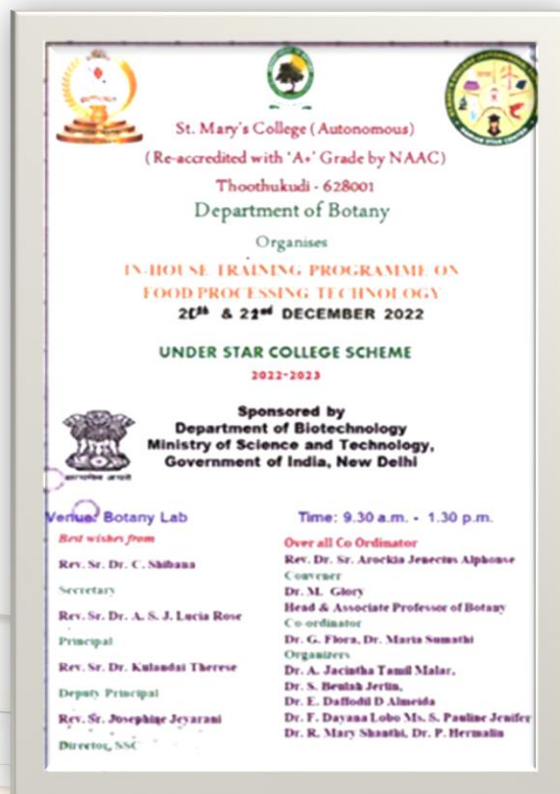 St. Mary's College (Autonomous)
(Re-accredited with 'A+' Grade by NAAC)
Thoothukudi - 628001
Department of Botany
Organises
IN-HOUSE TRAINING PROGRAMME ON
FOOD PROCESSING TECHNOLOGY
& DECEMBER 2022
UNDER STAR COLLEGE SCHEME
2022-2023
Sponsored by
Department of Biotechnology
Ministry of Science and Technology,
Government of India, New Delhi
Venue: Botany Lab
Time: 9.30 a.m. - 1.30 p.m.
Best wishes from
Rev. Sr. Dr. C. Shibana
Secretary
Rev. Sr. Dr. A. S. J. Lucia Rose
Principal
Rev. Sr. Dr. Kulandai Therese
Deputy Principal
Rev. Sr. Josephine Jeyarani
Director, SSC
Over all Co Ordinator
Rev. Dr. Sr. Arockia Jenecius Alphonse
Convener
Dr. M. Glory
Head & Associate Professor of Botany
Co-ordinator
Dr. G. Flora, Dr. Maria Sumathi
Organizers
Dr. A. Jacintha Tamil Malar,
Dr. S. Beulah Jerlin,
Dr. E. Daffodil D Almeida
Dr. F. Dayana Lobo Ms. S. Pauline Jenifer
Dr. R. Mary Shanthi, Dr. P. Hermalin